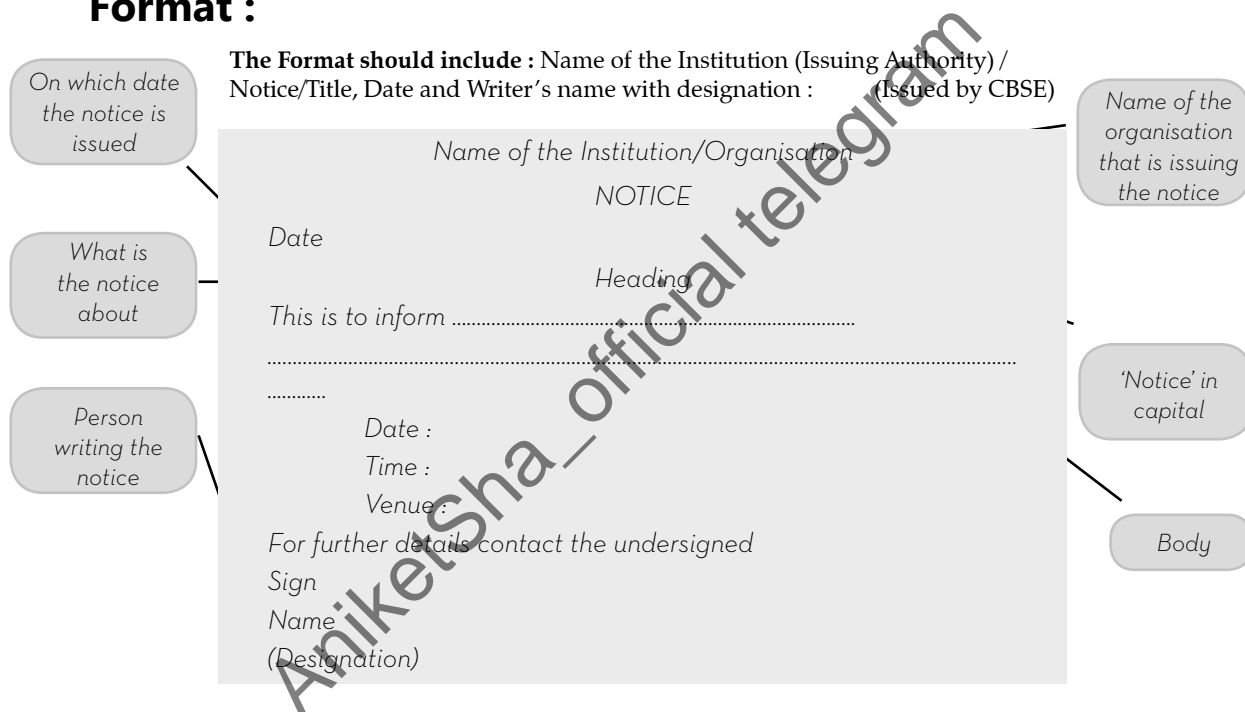 Format :
The Format should include : Name of the Institution (Issuing Authority) /
Notice/Title, Date and Writer's name with designation : (Issued by CBSE)
On which date
the notice is
issued
Name of the
organisation
that is issuing
the notice
Name of the Institution/Organisation
NOTICE
Date
What is
the notice
about
Heading
This is to inform ..........................................................................
..........................................................................................................................................
............
'Notice' in
capital
Person
writing the
notice
Date :
Time :
Venue :
Body
For further details contact the undersigned
Sign
Name
(Designation)
AniketSha_official telegram